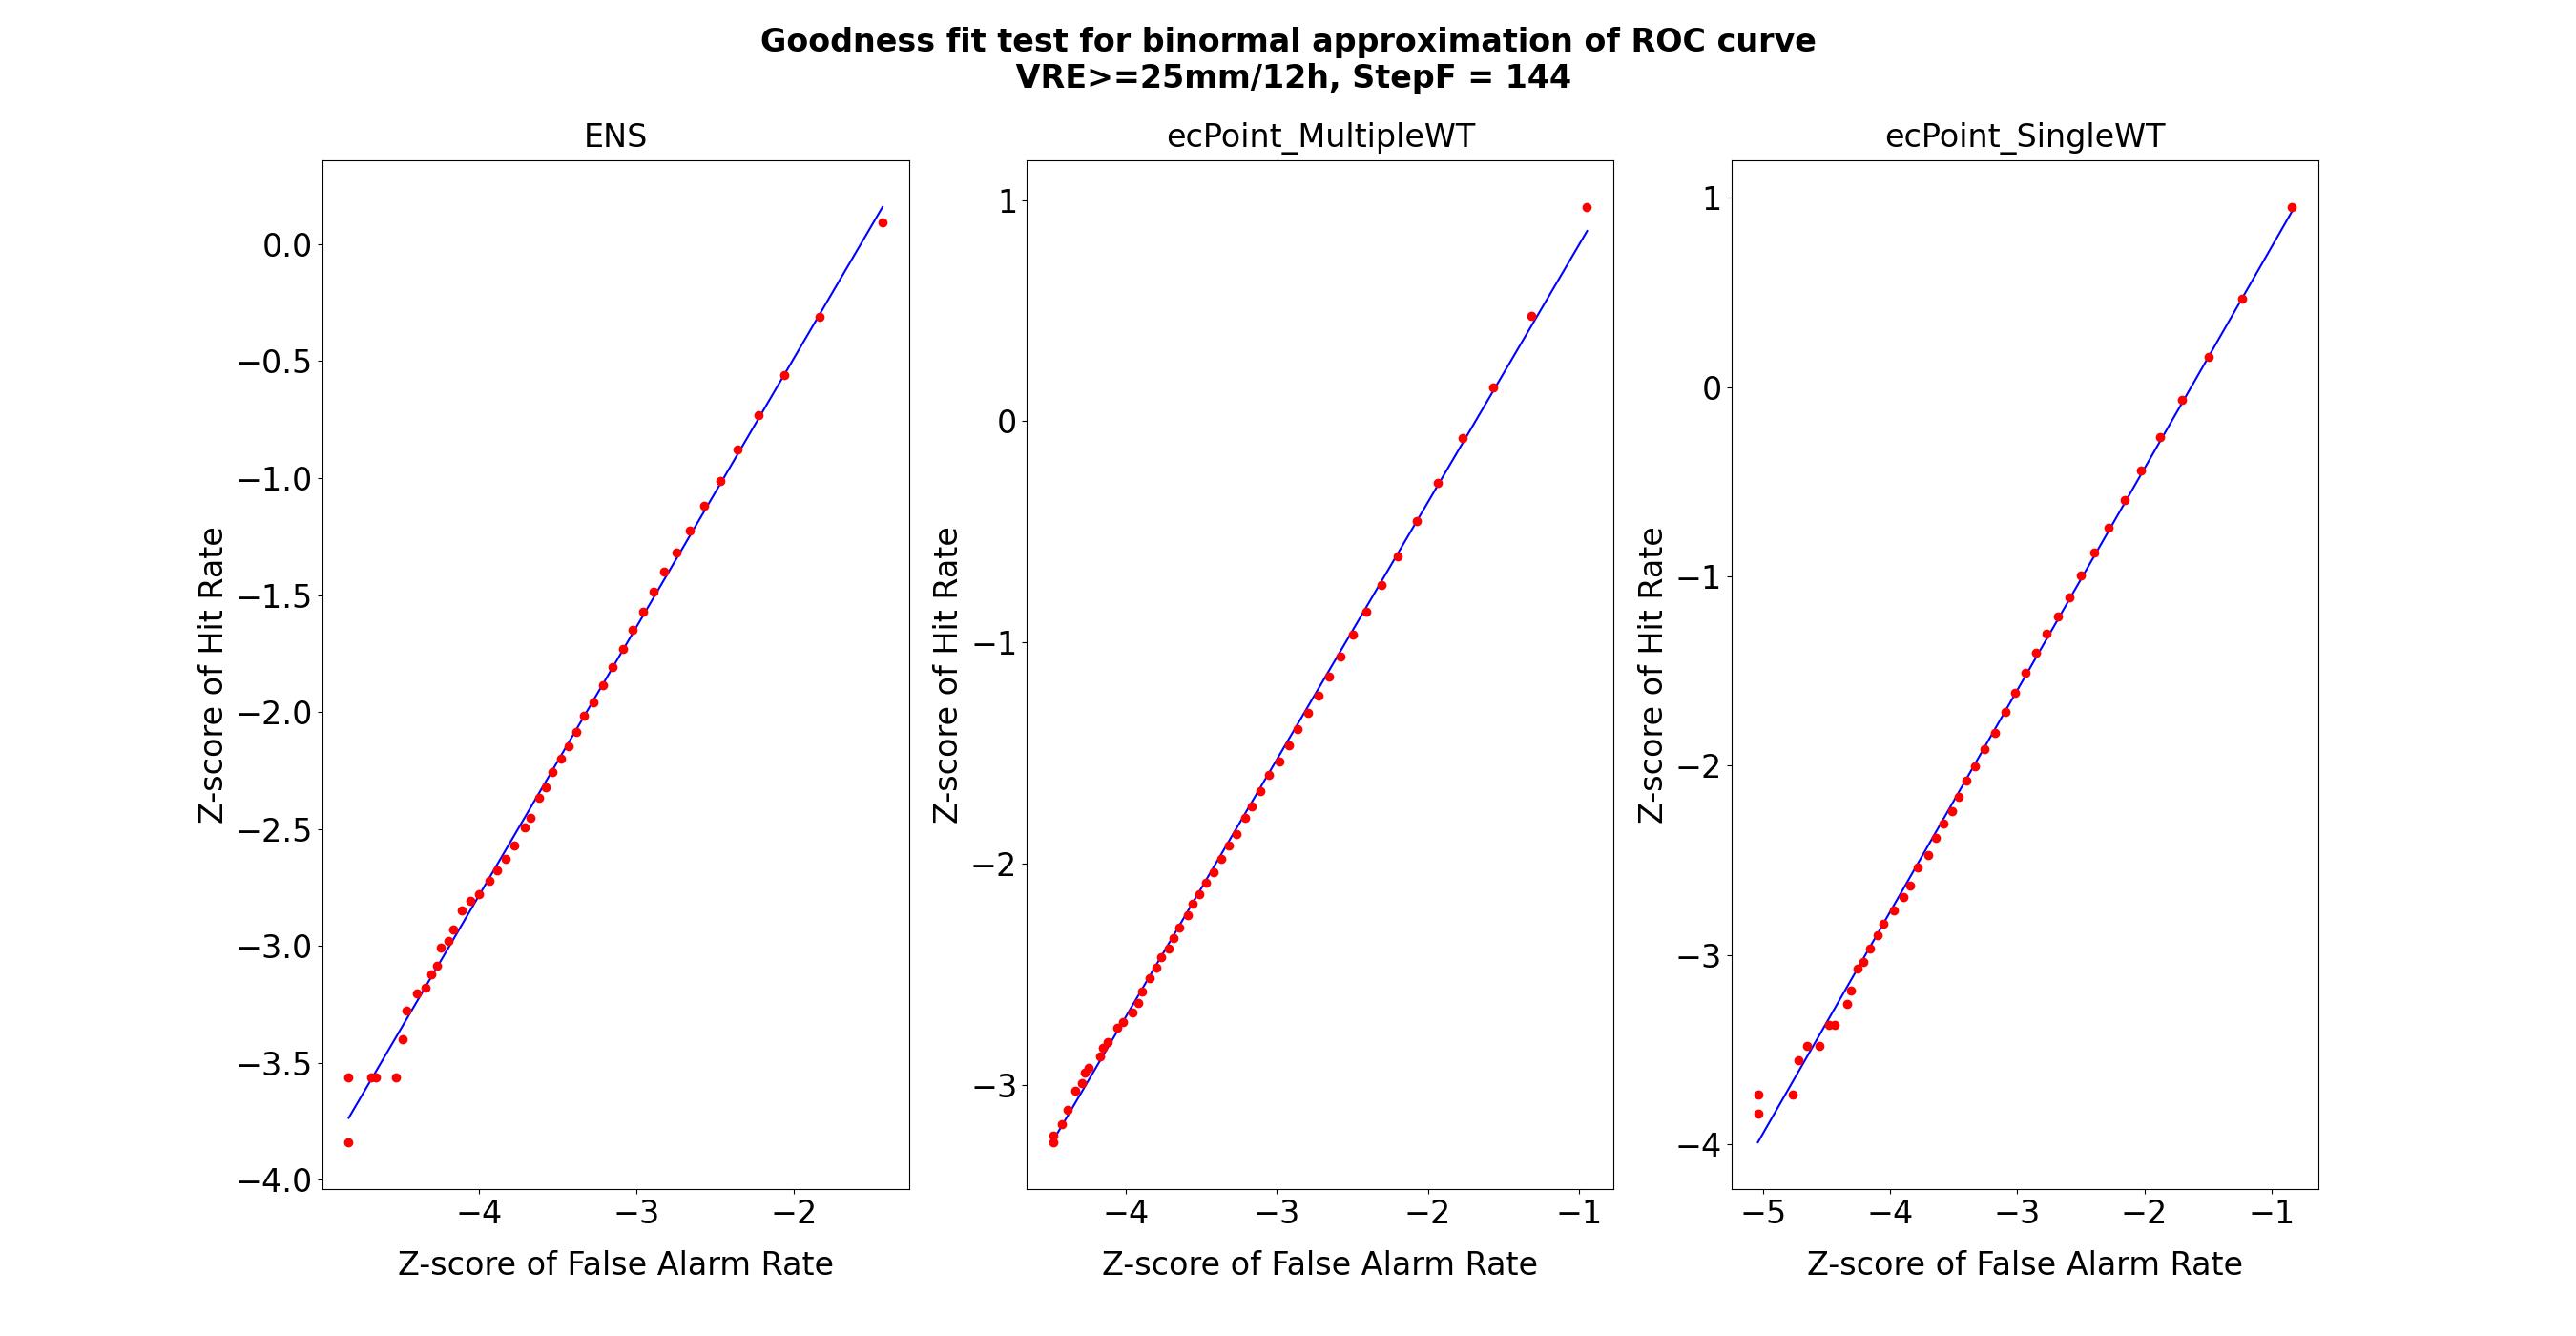 Goodness fit test for binormal approximation of ROC curve
VRE>=25mm/12h, StepF = 144
ENS
0.0
−0.5
−1.0
−1.5
−2.0
−2.5
−3.0
−3.5
−4.0
Z-score of Hit Rate
−4 −3 −2
Z-score of False Alarm Rate
ecPoint_MultipleWT
1
0
−1
−2
−3
Z-score of Hit Rate
−4 −3 −2 −1
Z-score of False Alarm Rate
ecPoint_SingleWT
1
0
−1
−2
−3
−4
Z-score of Hit Rate
−5 −4 −3 −2 −1
Z-score of False Alarm Rate